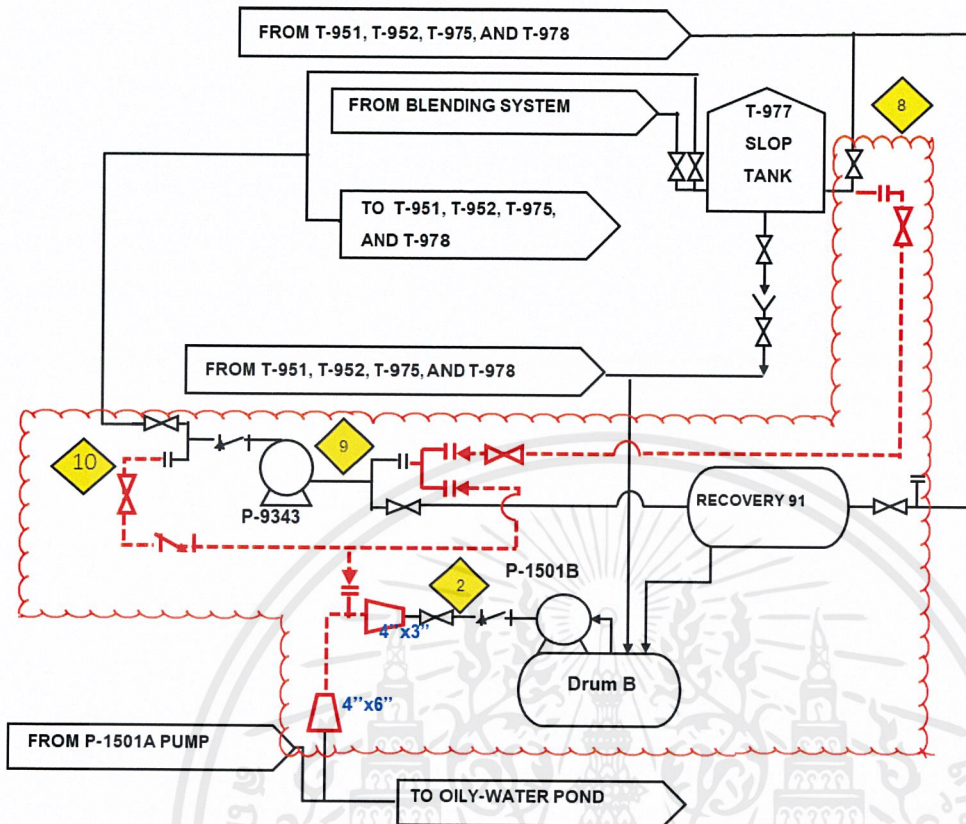 FROM T-951, T-952, T-975, AND T-978
FROM BLENDING SYSTEM
T-977
SLOP
TANK
8
TO T-951, T-952, T-975,
AND T-978
FROM T-951, T-952, T-975, AND T-978
10
9
P-9343
RECOVERY 91
P-1501B
2
4''x3''
Drum B
4''x6''
FROM P-1501A PUMP
TO OILY-WATER POND